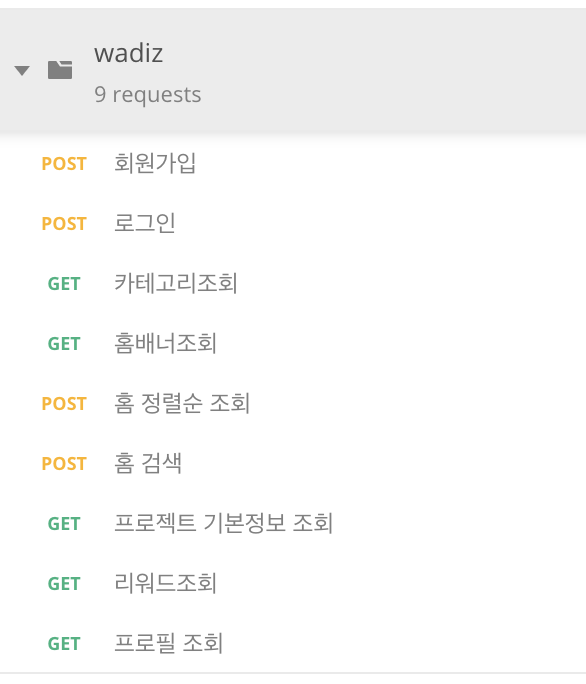 wadiz
9 requests
POST 회원가입
POST 로그인
GET 카테고리조회
GET 홈배너조회
POST 홈 정렬순 조회
POST 홈 검색
GET 프로젝트 기본정보 조회
GET 리워드조회
GET 프로필 조회